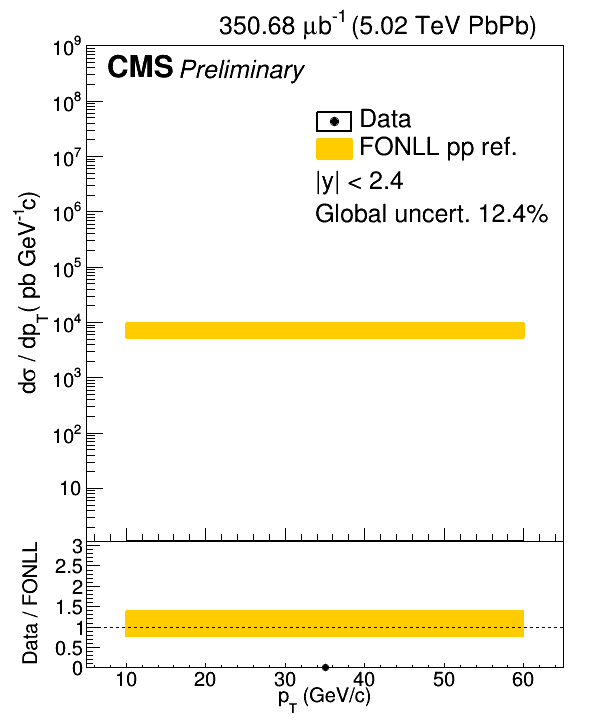 350.68 μb⁻¹ (5.02 TeV PbPb)
CMS Preliminary
Data
FONLL pp ref.
|y| < 2.4
Global uncert. 12.4%
dσ / dp_T( pb GeV⁻¹c)
10⁹
10⁸
10⁷
10⁶
10⁵
10⁴
10³
10²
10
Data / FONLL
3
2.5
2
1.5
1
0.5
0
10 20 30 40 50 60
p_T (GeV/c)